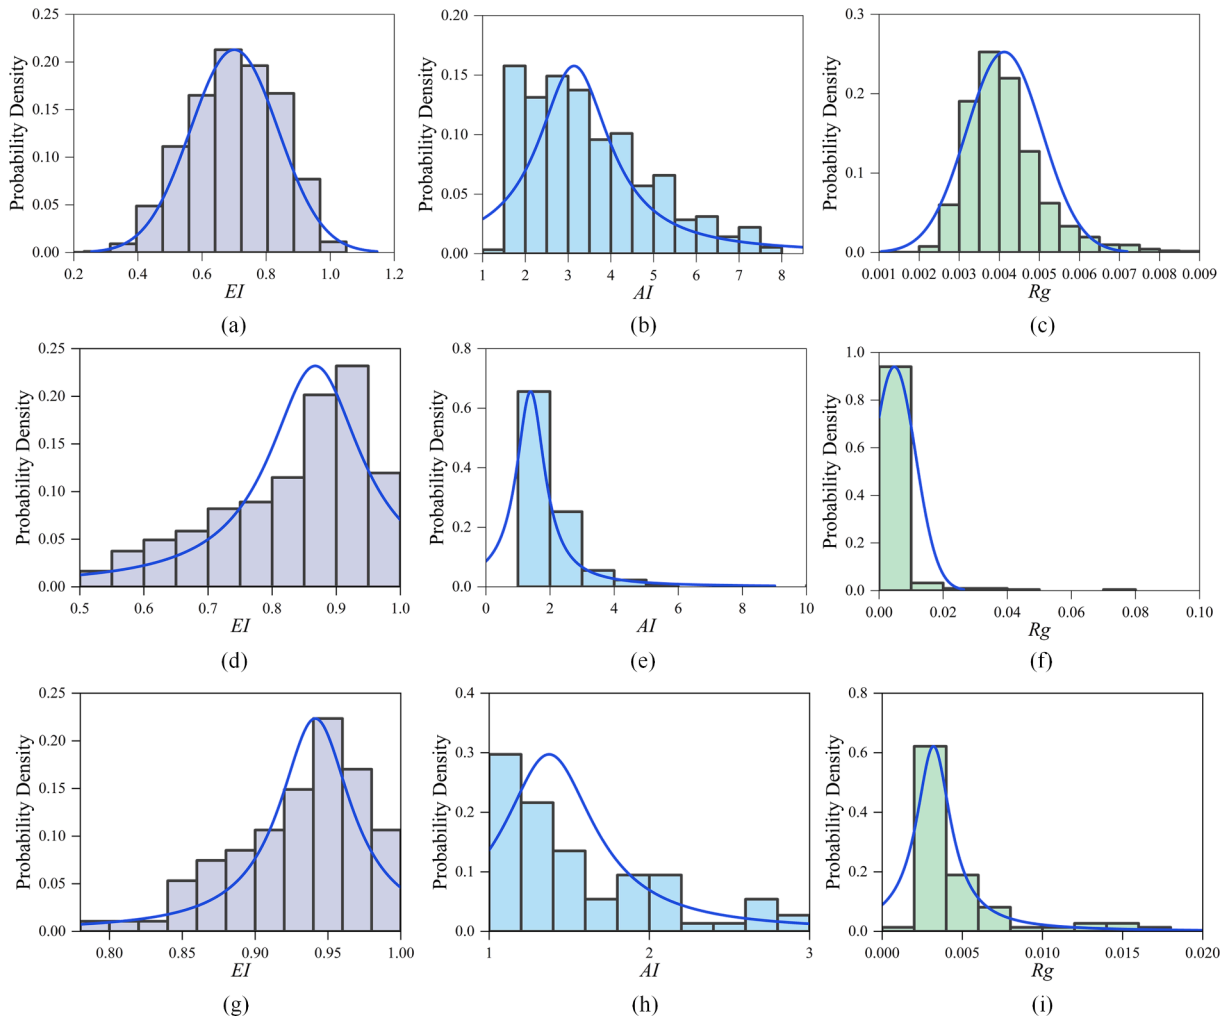 Probability Density
0.25
0.20
0.15
0.10
0.05
0.00
0.2 0.4 0.6 0.8 1.0 1.2
EI
(a)
Probability Density
0.20
0.15
0.10
0.05
0.00
1 2 3 4 5 6 7 8
AI
(b)
Probability Density
0.3
0.2
0.1
0.0
0.001 0.002 0.003 0.004 0.005 0.006 0.007 0.008 0.009
Rg
(c)
Probability Density
0.25
0.20
0.15
0.10
0.05
0.00
0.5 0.6 0.7 0.8 0.9 1.0
EI
(d)
Probability Density
0.8
0.6
0.4
0.2
0.0
0 2 4 6 8 10
AI
(e)
Probability Density
1.0
0.8
0.6
0.4
0.2
0.0
0.00 0.02 0.04 0.06 0.08 0.10
Rg
(f)
Probability Density
0.25
0.20
0.15
0.10
0.05
0.00
0.80 0.85 0.90 0.95 1.00
EI
(g)
Probability Density
0.4
0.3
0.2
0.1
0.0
1 2 3
AI
(h)
Probability Density
0.8
0.6
0.4
0.2
0.0
0.000 0.005 0.010 0.015 0.020
Rg
(i)